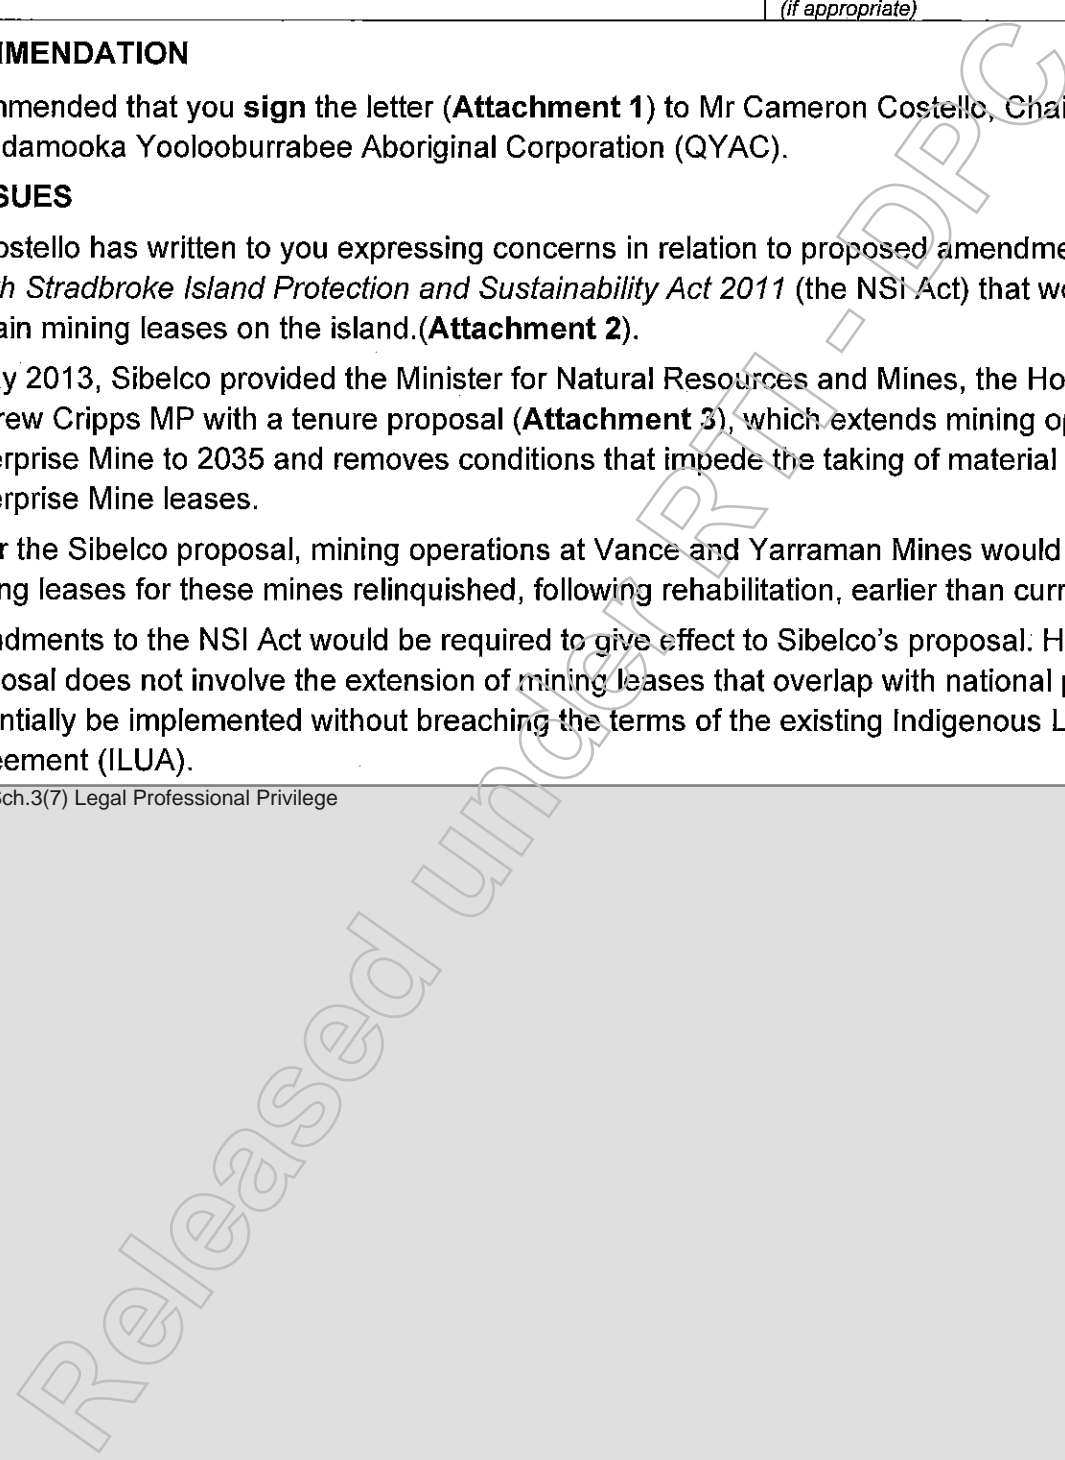 (if appropriate)
MMENDATION
mmended that you sign the letter (Attachment 1) to Mr Cameron Costello, Chai
damooka Yoolooburrabee Aboriginal Corporation (QYAC).
SUES
ostello has written to you expressing concerns in relation to proposed amendme
h Stradbroke Island Protection and Sustainability Act 2011 (the NSI Act) that wo
ain mining leases on the island.(Attachment 2).
y 2013, Sibelco provided the Minister for Natural Resources and Mines, the Ho
rew Cripps MP with a tenure proposal (Attachment 3), which extends mining op
erprise Mine to 2035 and removes conditions that impede the taking of material
erprise Mine leases.
r the Sibelco proposal, mining operations at Vance and Yarraman Mines would
ng leases for these mines relinquished, following rehabilitation, earlier than curr
ndments to the NSI Act would be required to give effect to Sibelco's proposal. H
osal does not involve the extension of mining leases that overlap with national p
entially be implemented without breaching the terms of the existing Indigenous L
eement (ILUA).
Sch.3(7) Legal Professional Privilege
Released under RTI - DPC